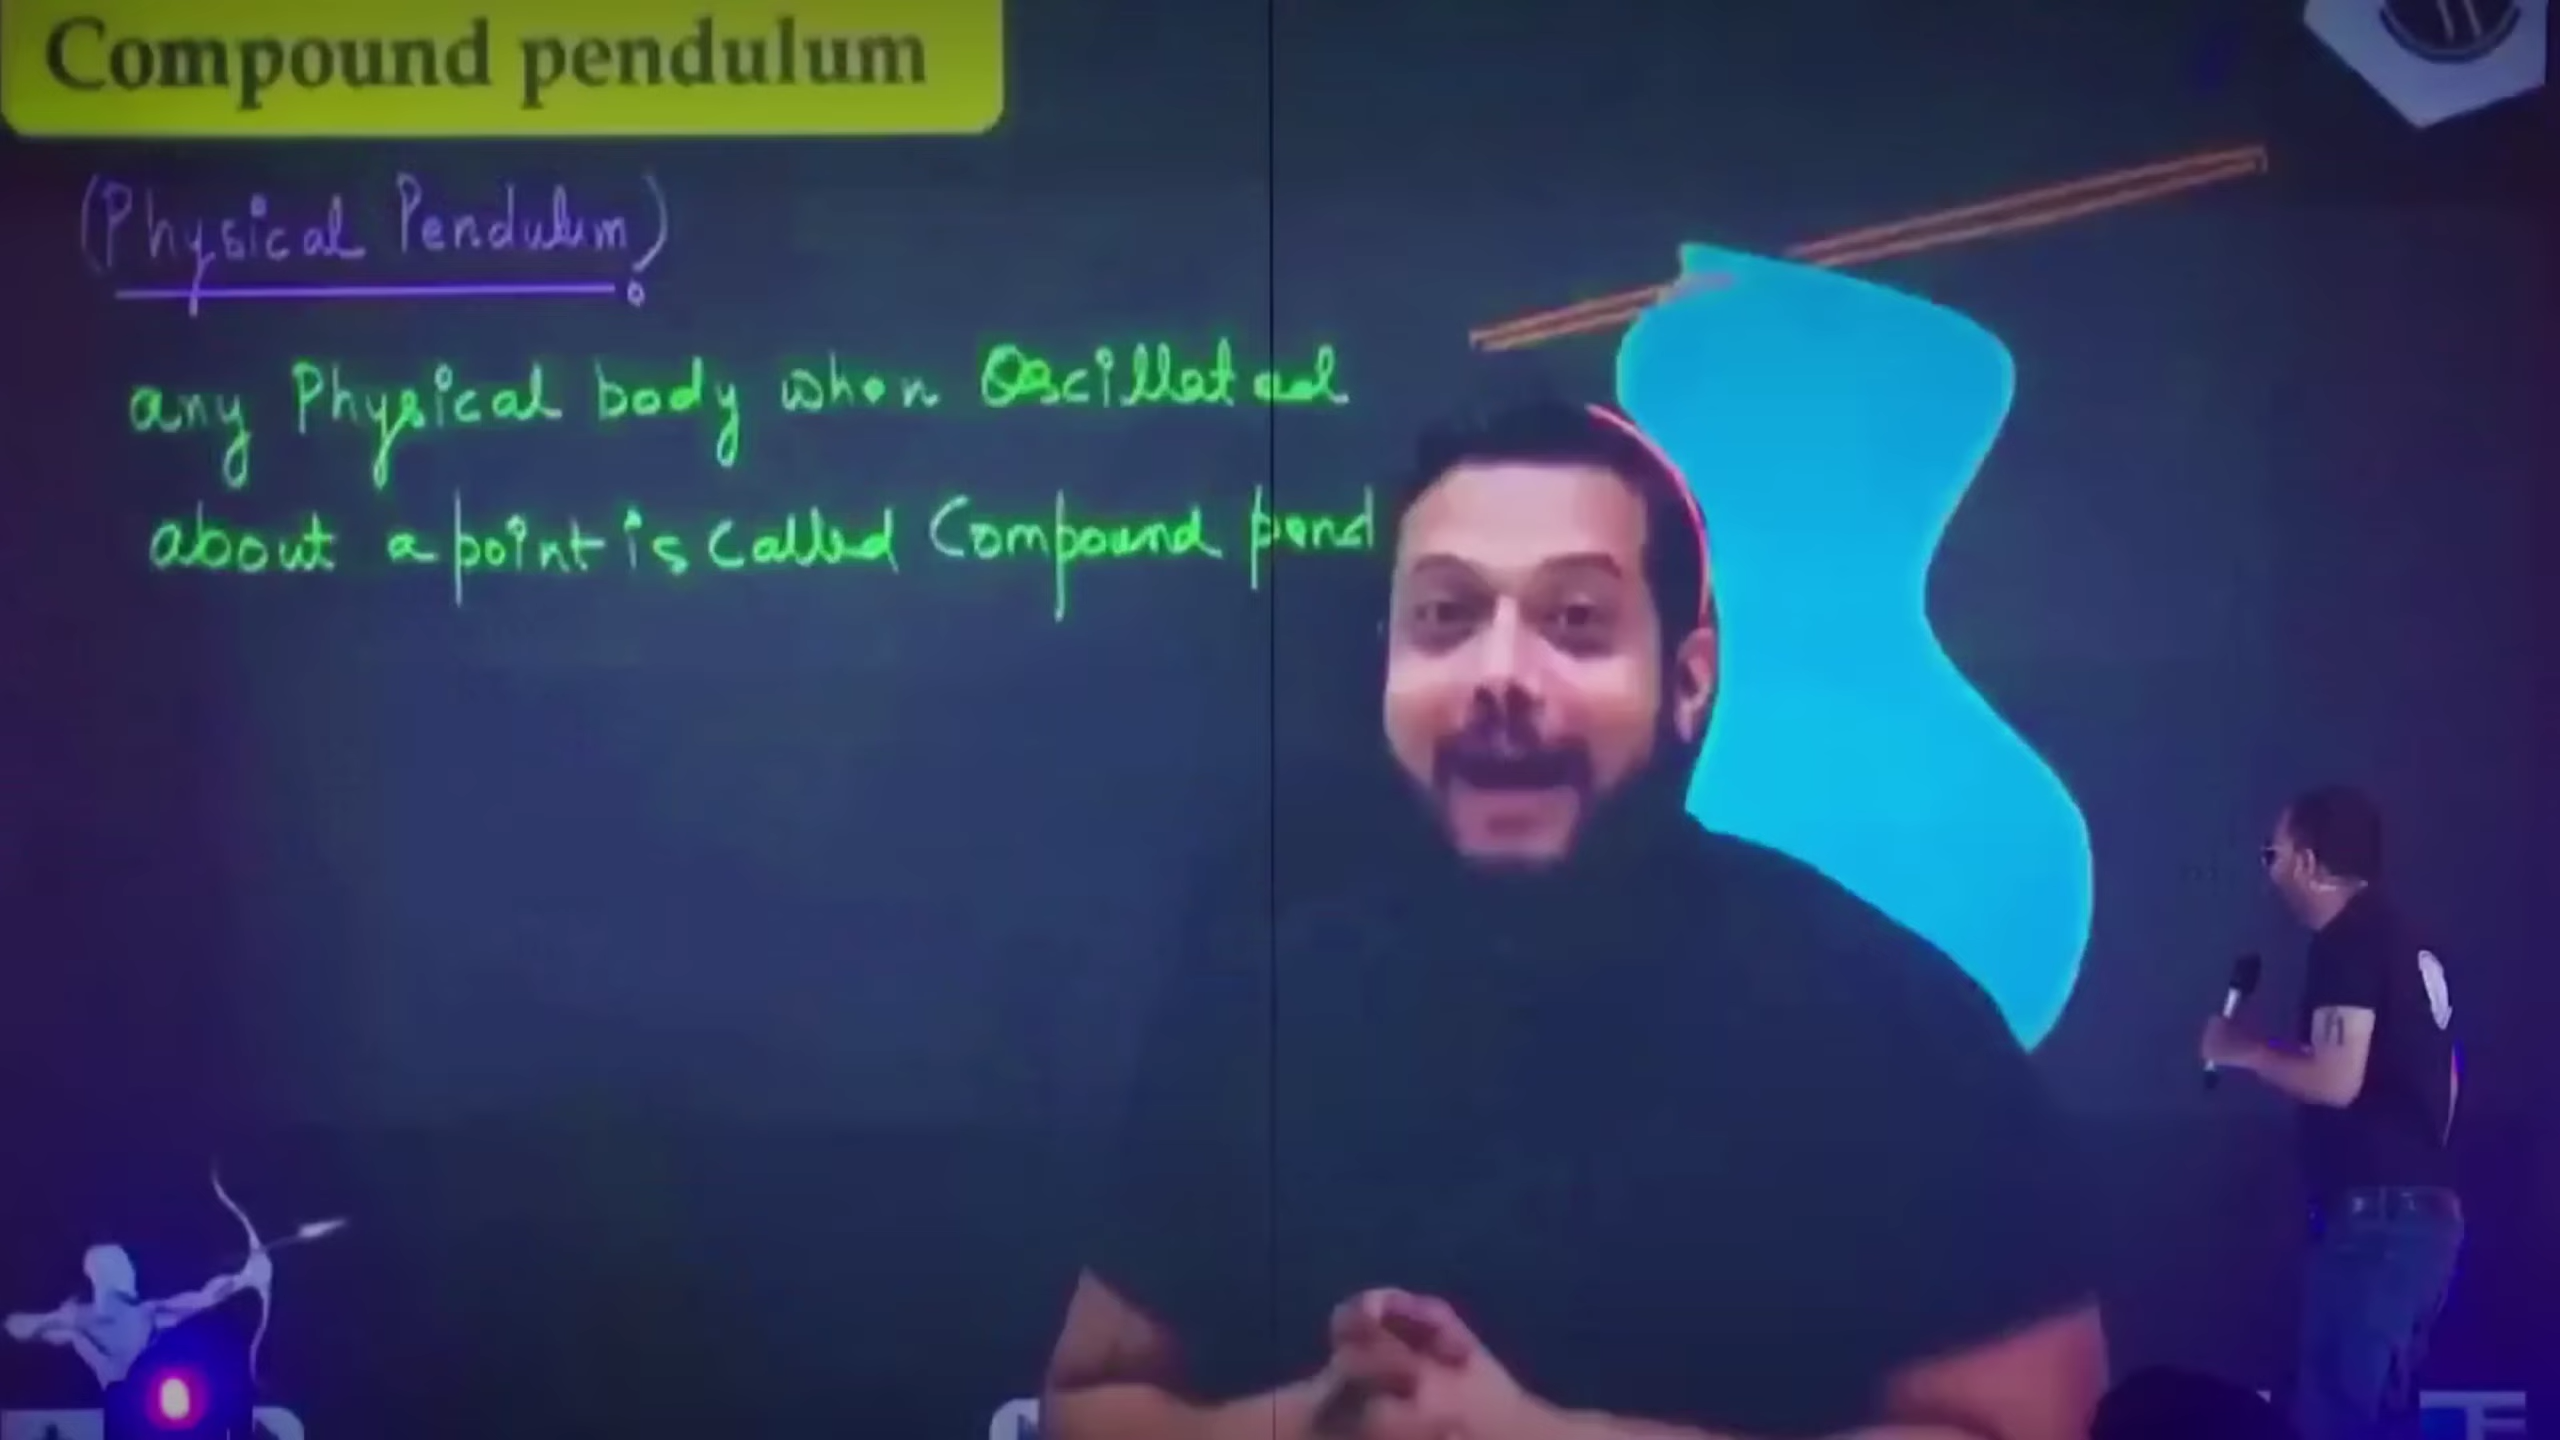 Compound pendulum
(Physical Pendulum)
any Physical body when Oscillated
about a point is Called Compound pend